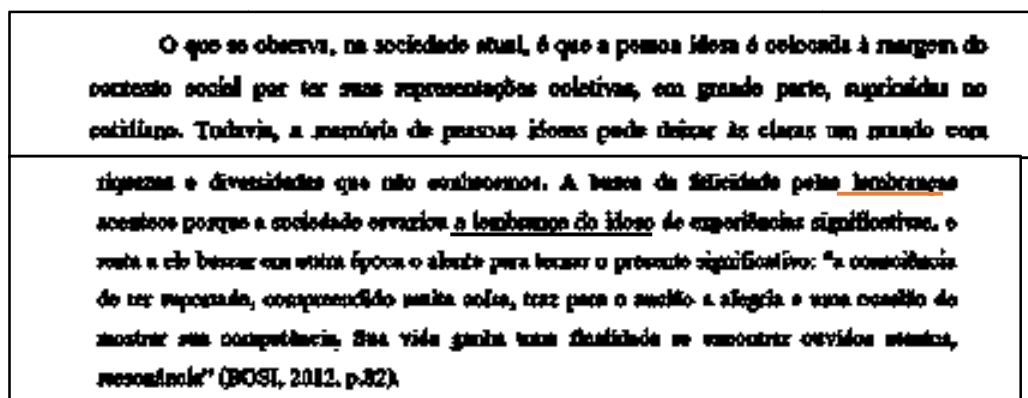 O que se observa, na sociedade atual, é que a pessoa idosa é colocada à margem do
contexto social por ter suas representações coletivas, em grande parte, suprimidas no
cotidiano. Todavia, a memória de pessoas idosas pode deixar às claras um mundo com
riquezas e diversidades que não conhecemos. A busca da felicidade pelas lembranças
acontece porque a sociedade esvaziou a lembrança do idoso de experiências significativas, e
resta a ele buscar em outra época o alento para tornar o presente significativo: “a consciência
de ter suportado, compreendido muita coisa, traz para o ancião a alegria e uma ocasião de
mostrar sua competência. Sua vida ganha uma finalidade se encontrar ouvidos atentos,
ressonância” (BOSI, 2012, p.82).